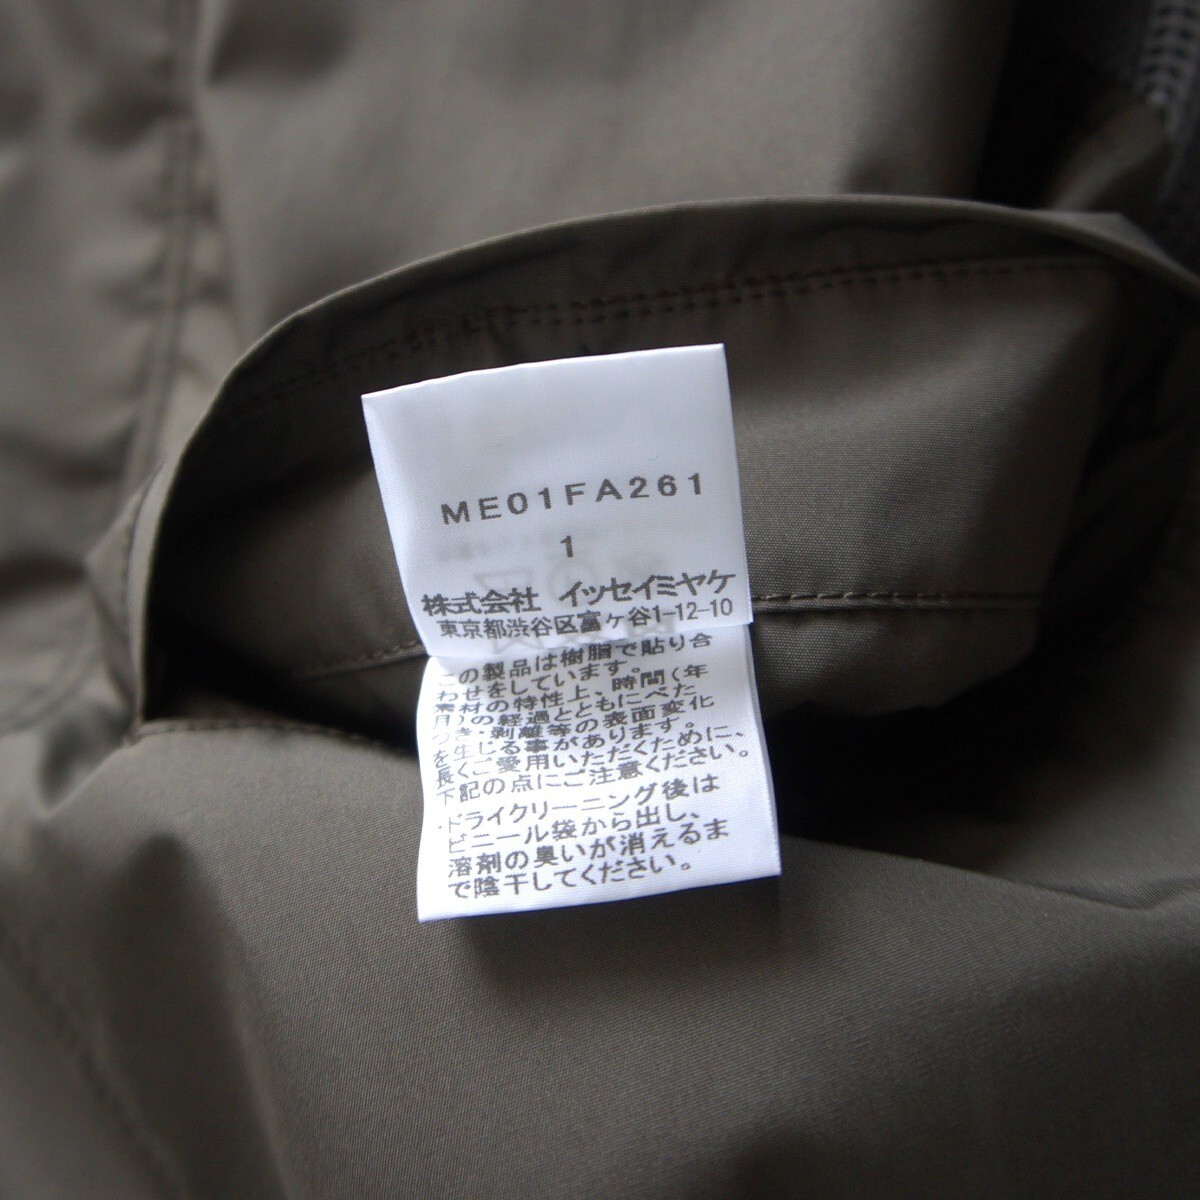 ME01FA261
1
株式会社 イッセイミヤケ
東京都渋谷区富ヶ谷1-12-10
この製品は樹脂で貼り合
わせをしています。
素材の特性上、時間(年
月)の経過とともにべた
つき・剥離等の表面変化
を生じる事があります。
長くご愛用いただくために、
下記の点にご注意ください。
・ドライクリーニング後は
ビニール袋から出し、
溶剤の臭いが消えるま
で陰干してください。